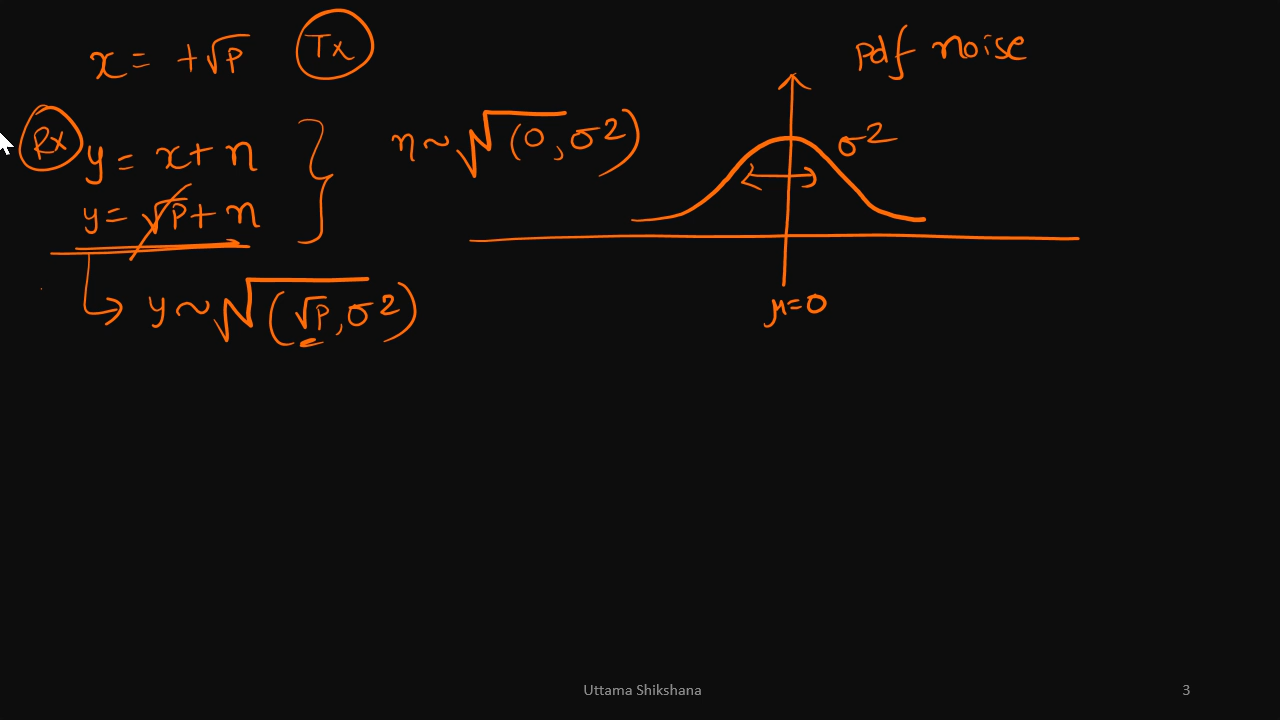 x = +√P Tx
pdf noise
Rx y = x + n
n ~ N(0, σ2)
σ2
y = √P + n
y ~ N(√P, σ2)
μ=0
Uttama Shikshana
3